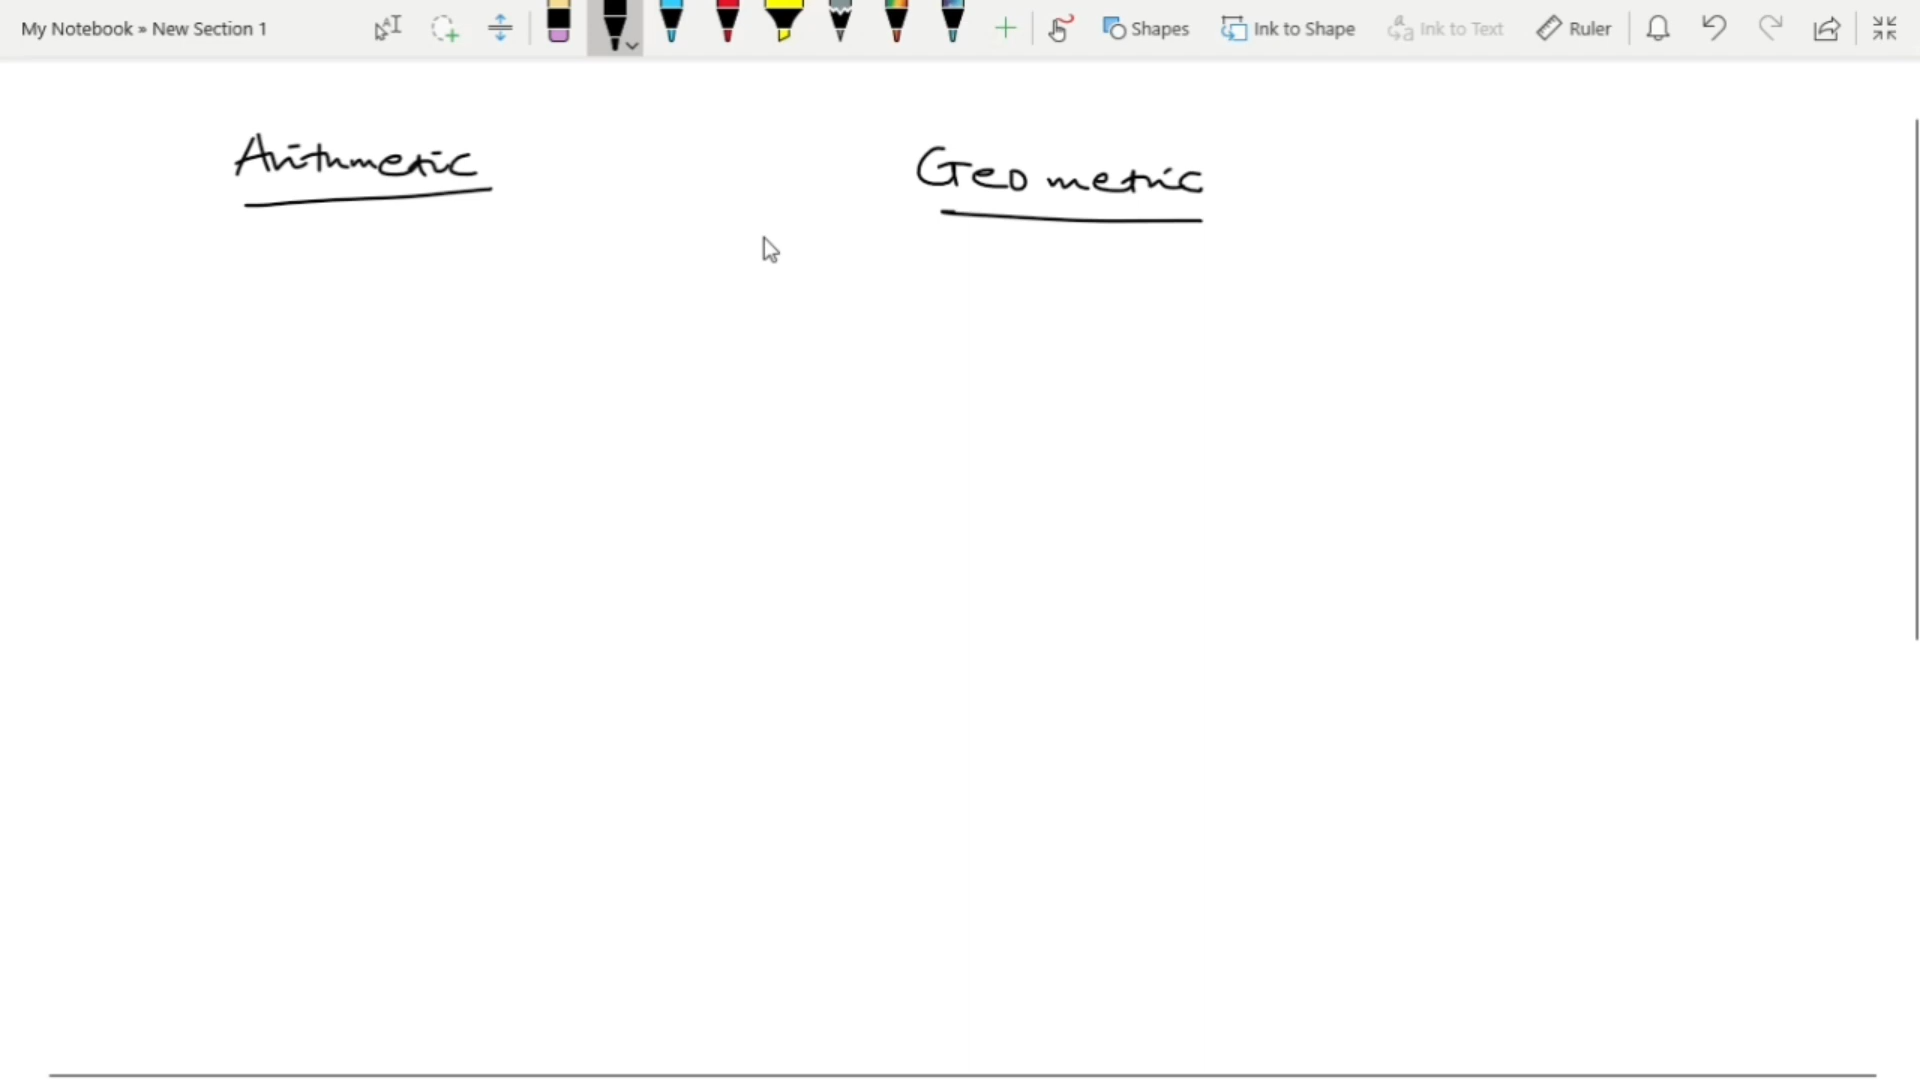 My Notebook » New Section 1 Shapes Ink to Shape Ink to Text Ruler
Arithmetic
Geometric